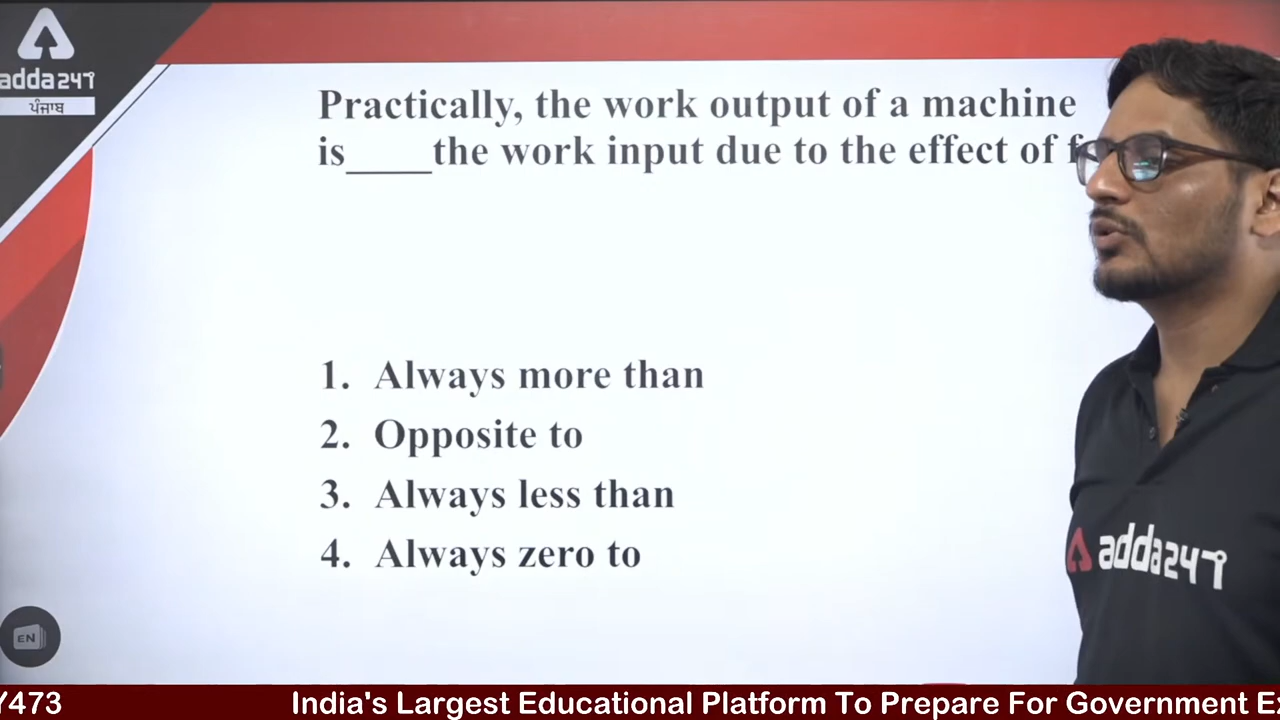 adda247
ਪੰਜਾਬ
Practically, the work output of a machine
is____the work input due to the effect of
1. Always more than
2. Opposite to
3. Always less than
4. Always zero to
adda247
EN
Y473 India's Largest Educational Platform To Prepare For Government